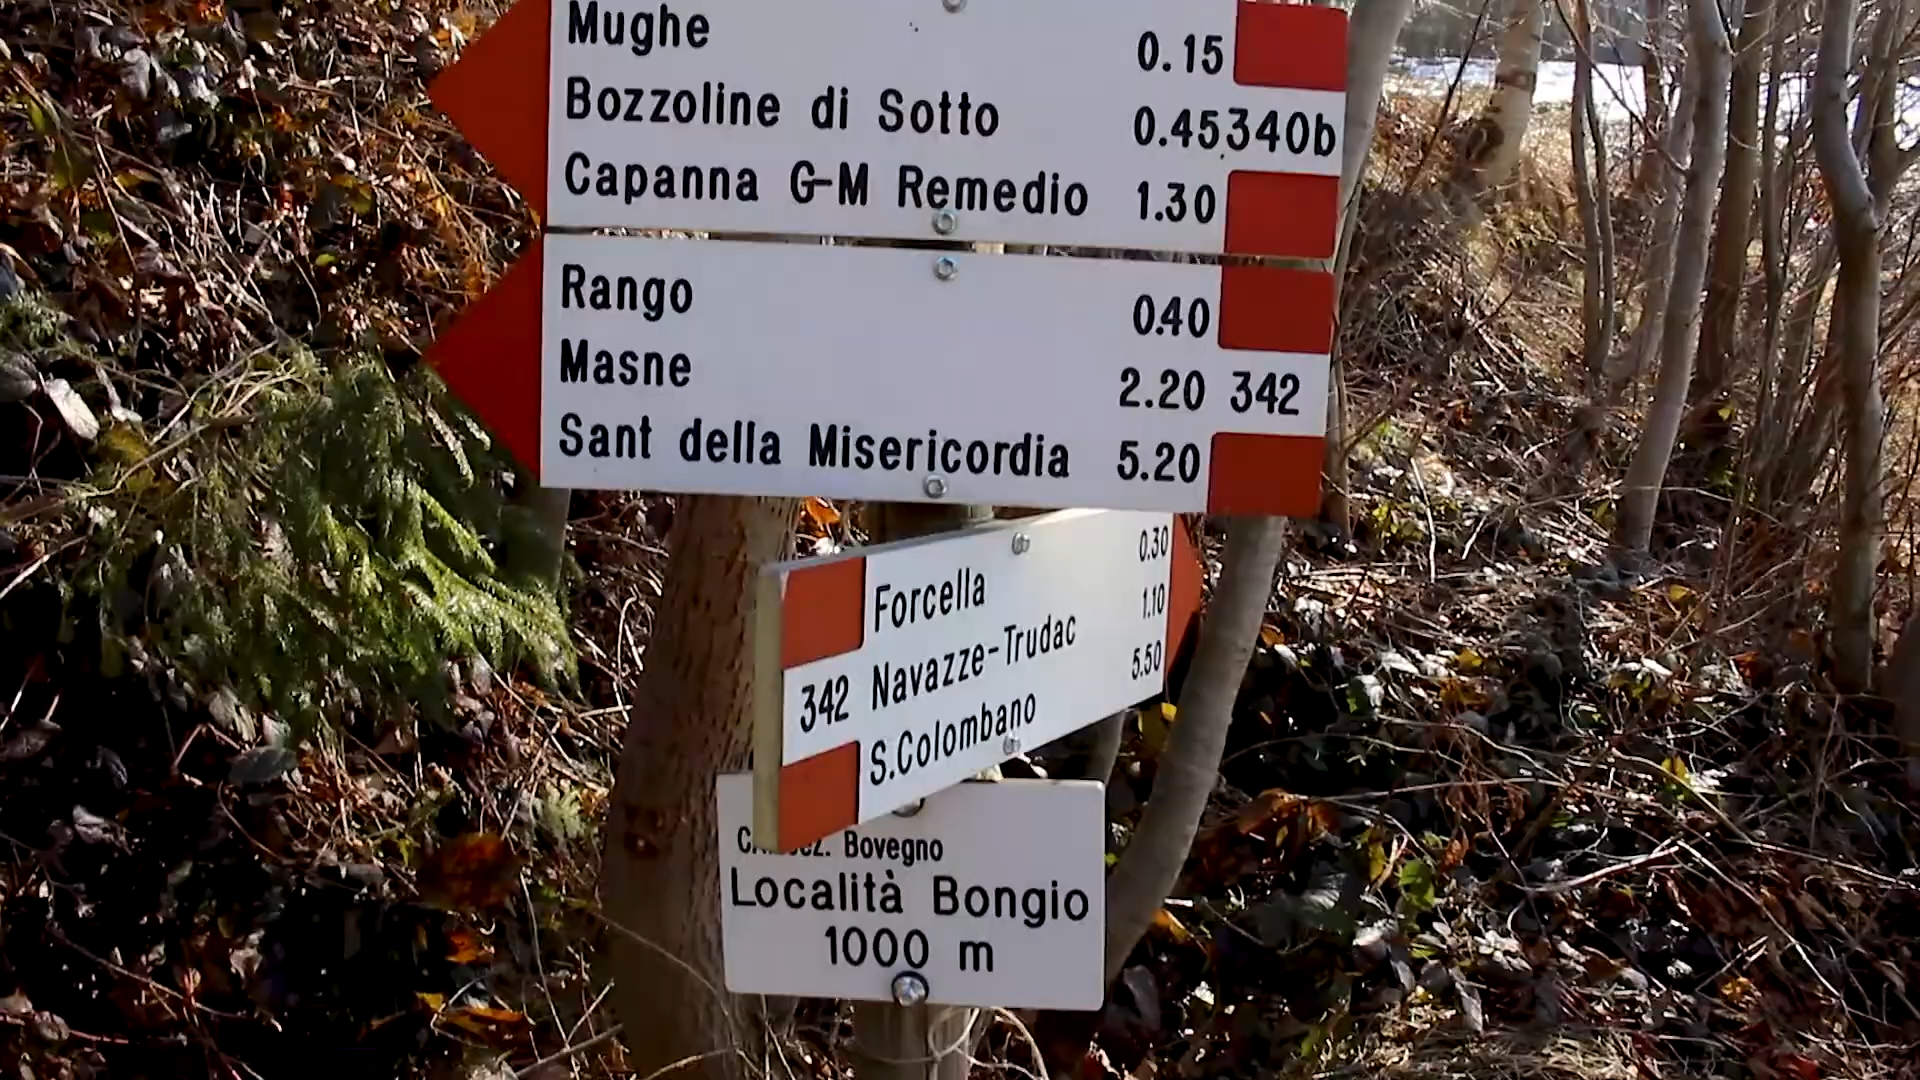 Mughe 0.15
Bozzoline di Sotto 0.45 340b
Capanna G-M Remedio 1.30
Rango 0.40
Masne 2.20 342
Sant della Misericordia 5.20
Forcella 0.30
342 Navazze-Trudac 1.10
S.Colombano 5.50
Bovegno
Località Bongio
1000 m